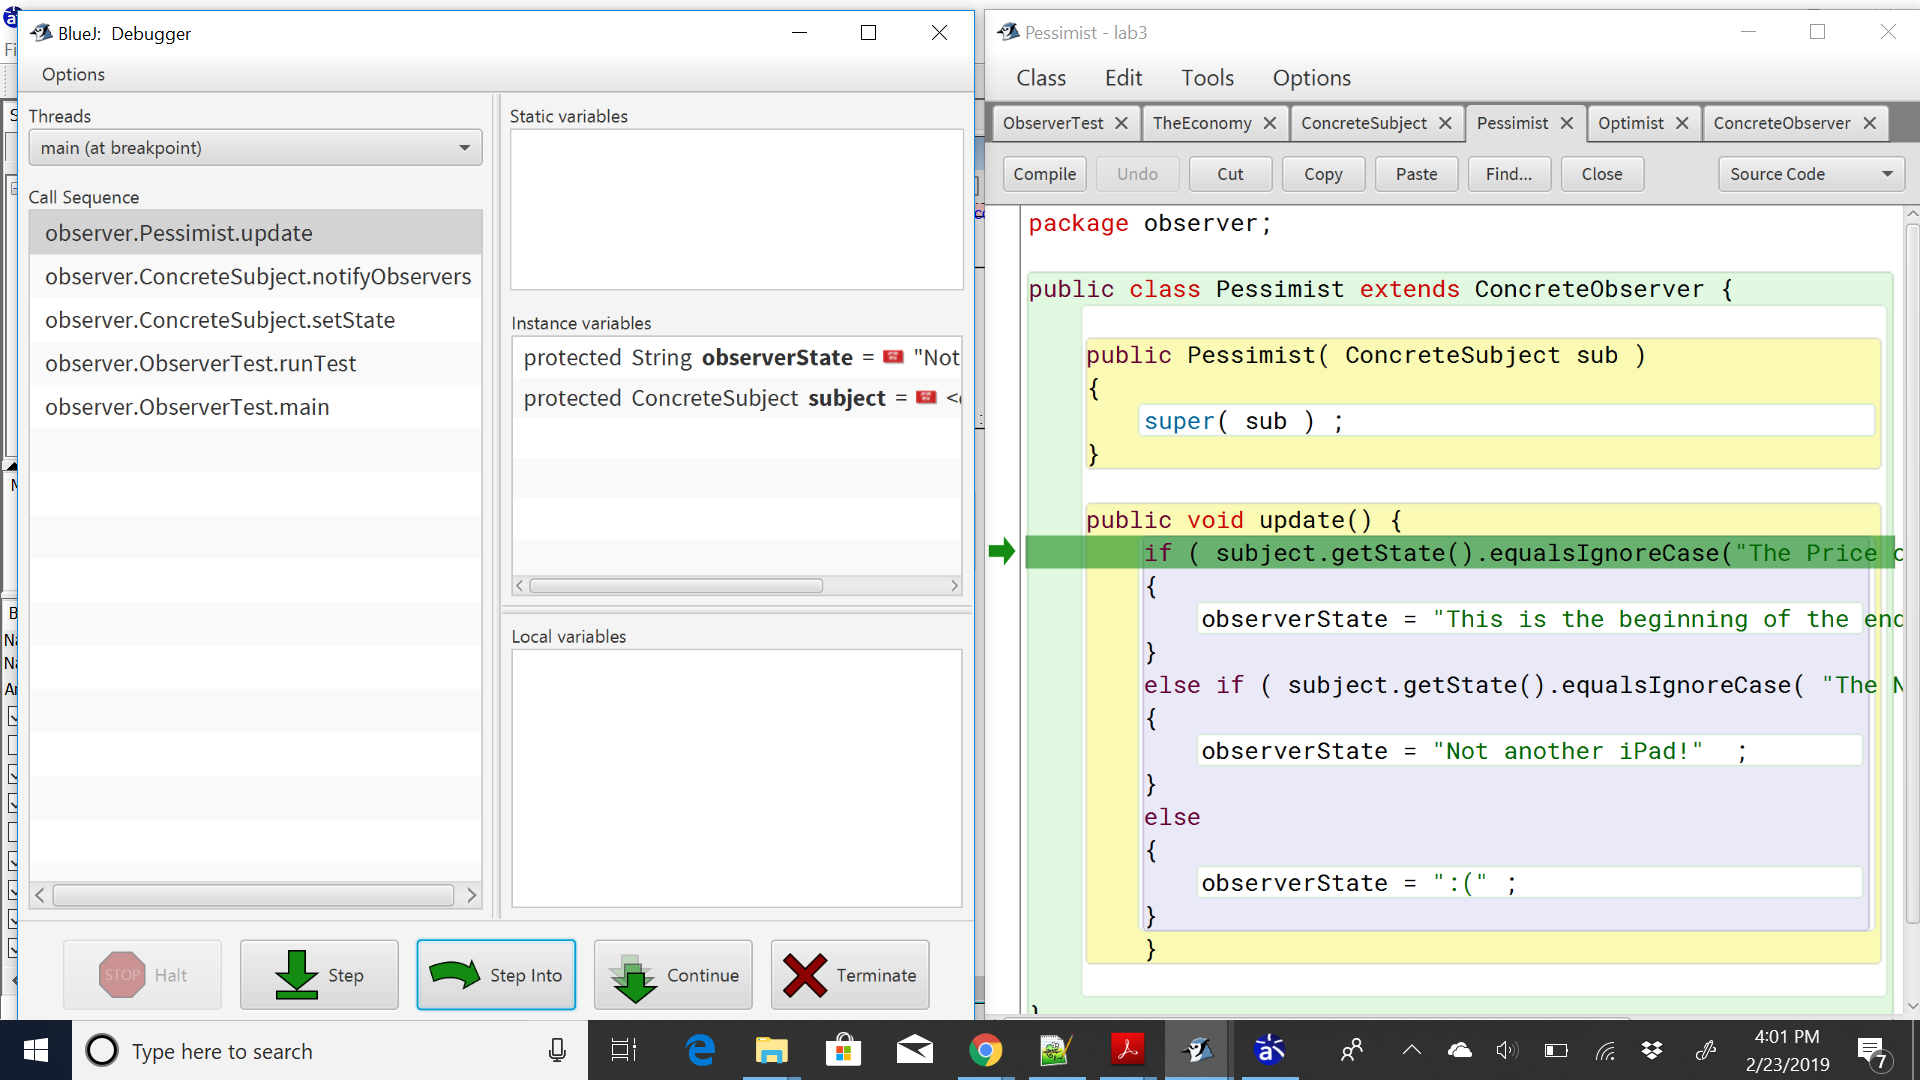 BlueJ: Debugger
Options
Threads
main (at breakpoint)
Call Sequence
observer.Pessimist.update
observer.ConcreteSubject.notifyObservers
observer.ConcreteSubject.setState
observer.ObserverTest.runTest
observer.ObserverTest.main
Static variables
Instance variables
protected String observerState = "Not
protected ConcreteSubject subject = <
Local variables
STOP Halt
Step
Step Into
Continue
Terminate
Pessimist - lab3
Class Edit Tools Options
ObserverTest TheEconomy ConcreteSubject Pessimist Optimist ConcreteObserver
Compile Undo Cut Copy Paste Find... Close Source Code
package observer;
public class Pessimist extends ConcreteObserver {
public Pessimist( ConcreteSubject sub )
{
super( sub ) ;
}
public void update() {
if ( subject.getState().equalsIgnoreCase("The Price
{
observerState = "This is the beginning of the end
}
else if ( subject.getState().equalsIgnoreCase( "The N
{
observerState = "Not another iPad!" ;
}
else
{
observerState = ":(" ;
}
}
Type here to search
4:01 PM
2/23/2019
7